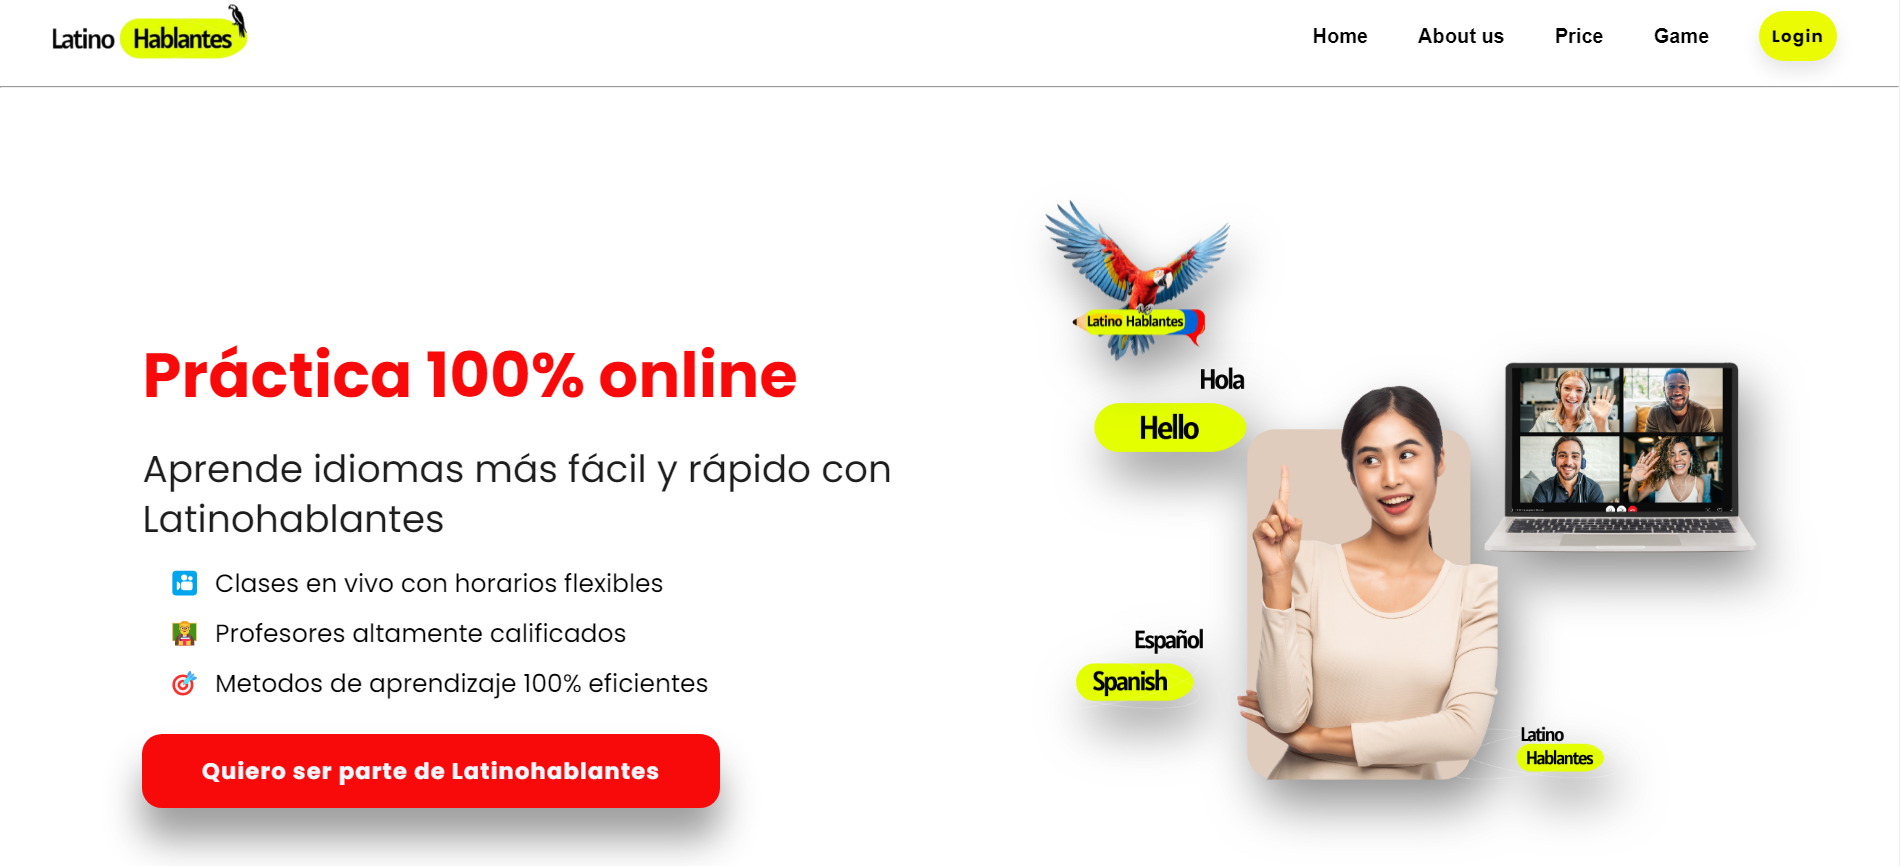 Latino Hablantes
Home
About us
Price
Game
Login
Latino Hablantes
Hola
Hello
Práctica 100% online
Aprende idiomas más fácil y rápido con
Latinohablantes
Clases en vivo con horarios flexibles
Profesores altamente calificados
Metodos de aprendizaje 100% eficientes
Quiero ser parte de Latinohablantes
Español
Spanish
Latino
Hablantes